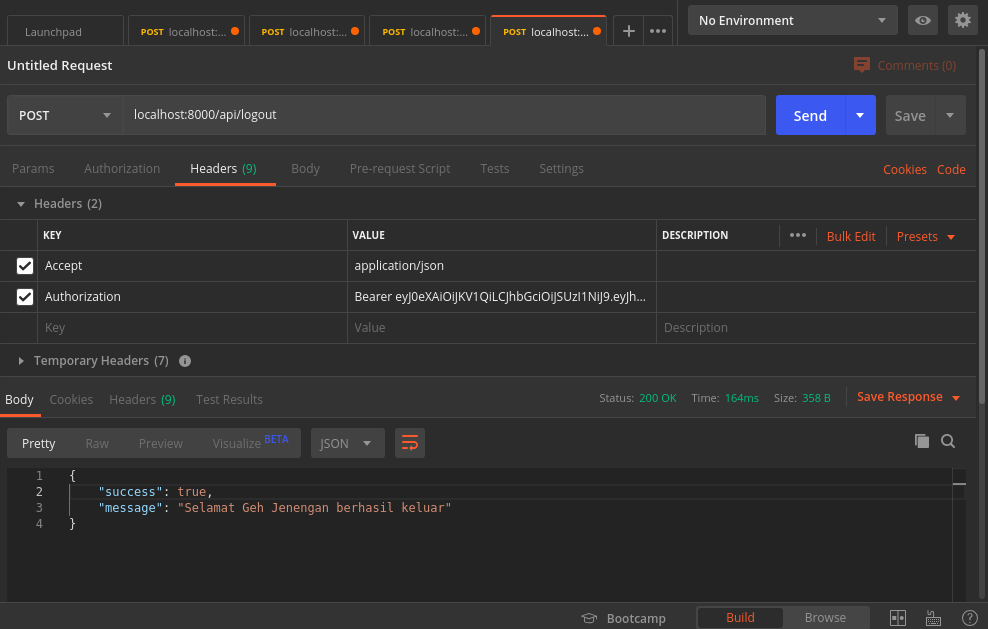 Launchpad POST localhost:... POST localhost:... POST localhost:... POST localhost:... + ••• No Environment
Untitled Request Comments (0)
POST localhost:8000/api/logout Send Save
Params Authorization Headers (9) Body Pre-request Script Tests Settings Cookies Code
Headers (2)
KEY VALUE DESCRIPTION ••• Bulk Edit Presets
Accept application/json
Authorization Bearer eyJ0eXAiOiJKV1QiLCJhbGciOiJSUzI1NiJ9.eyJh...
Key Value Description
Temporary Headers (7) i
Body Cookies Headers (9) Test Results Status: 200 OK Time: 164ms Size: 358 B Save Response
Pretty Raw Preview Visualize BETA JSON
1 {
2 "success": true,
3 "message": "Selamat Geh Jenengan berhasil keluar"
4 }
Bootcamp Build Browse ?